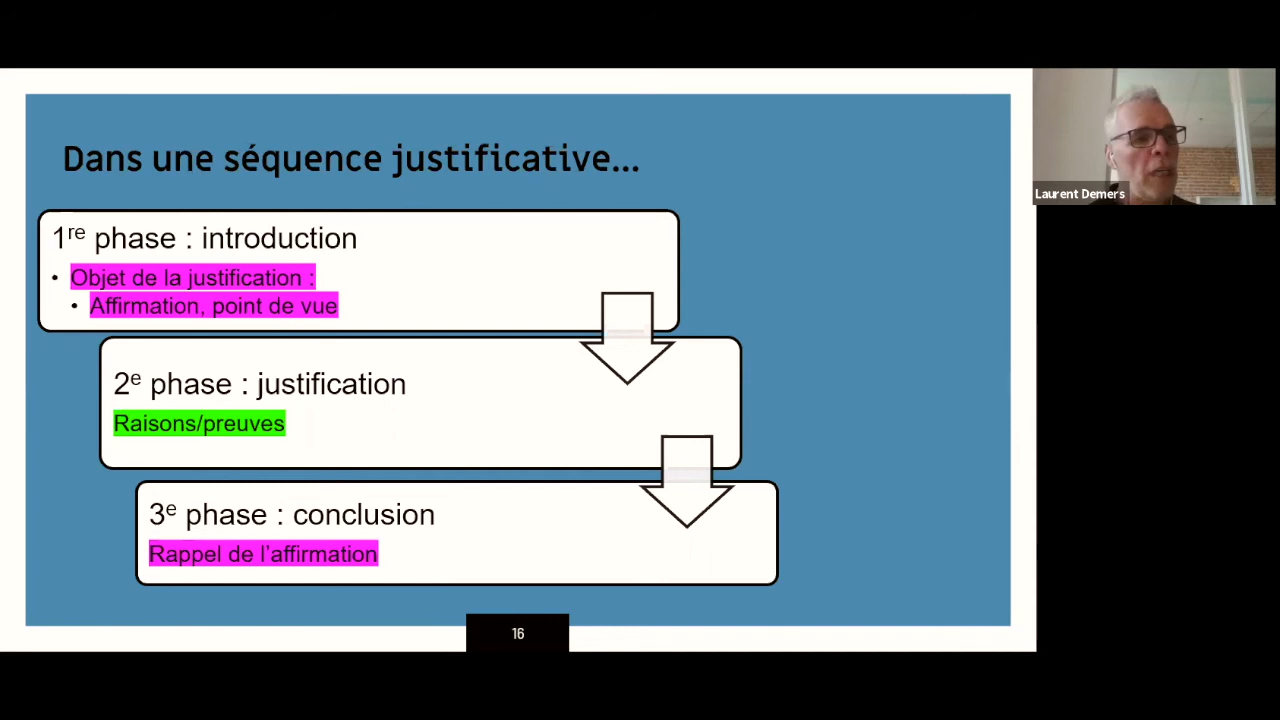 Dans une séquence justificative...
Laurent Demers
1re phase : introduction
• Objet de la justification :
• Affirmation, point de vue
2e phase : justification
Raisons/preuves
3e phase : conclusion
Rappel de l'affirmation
16